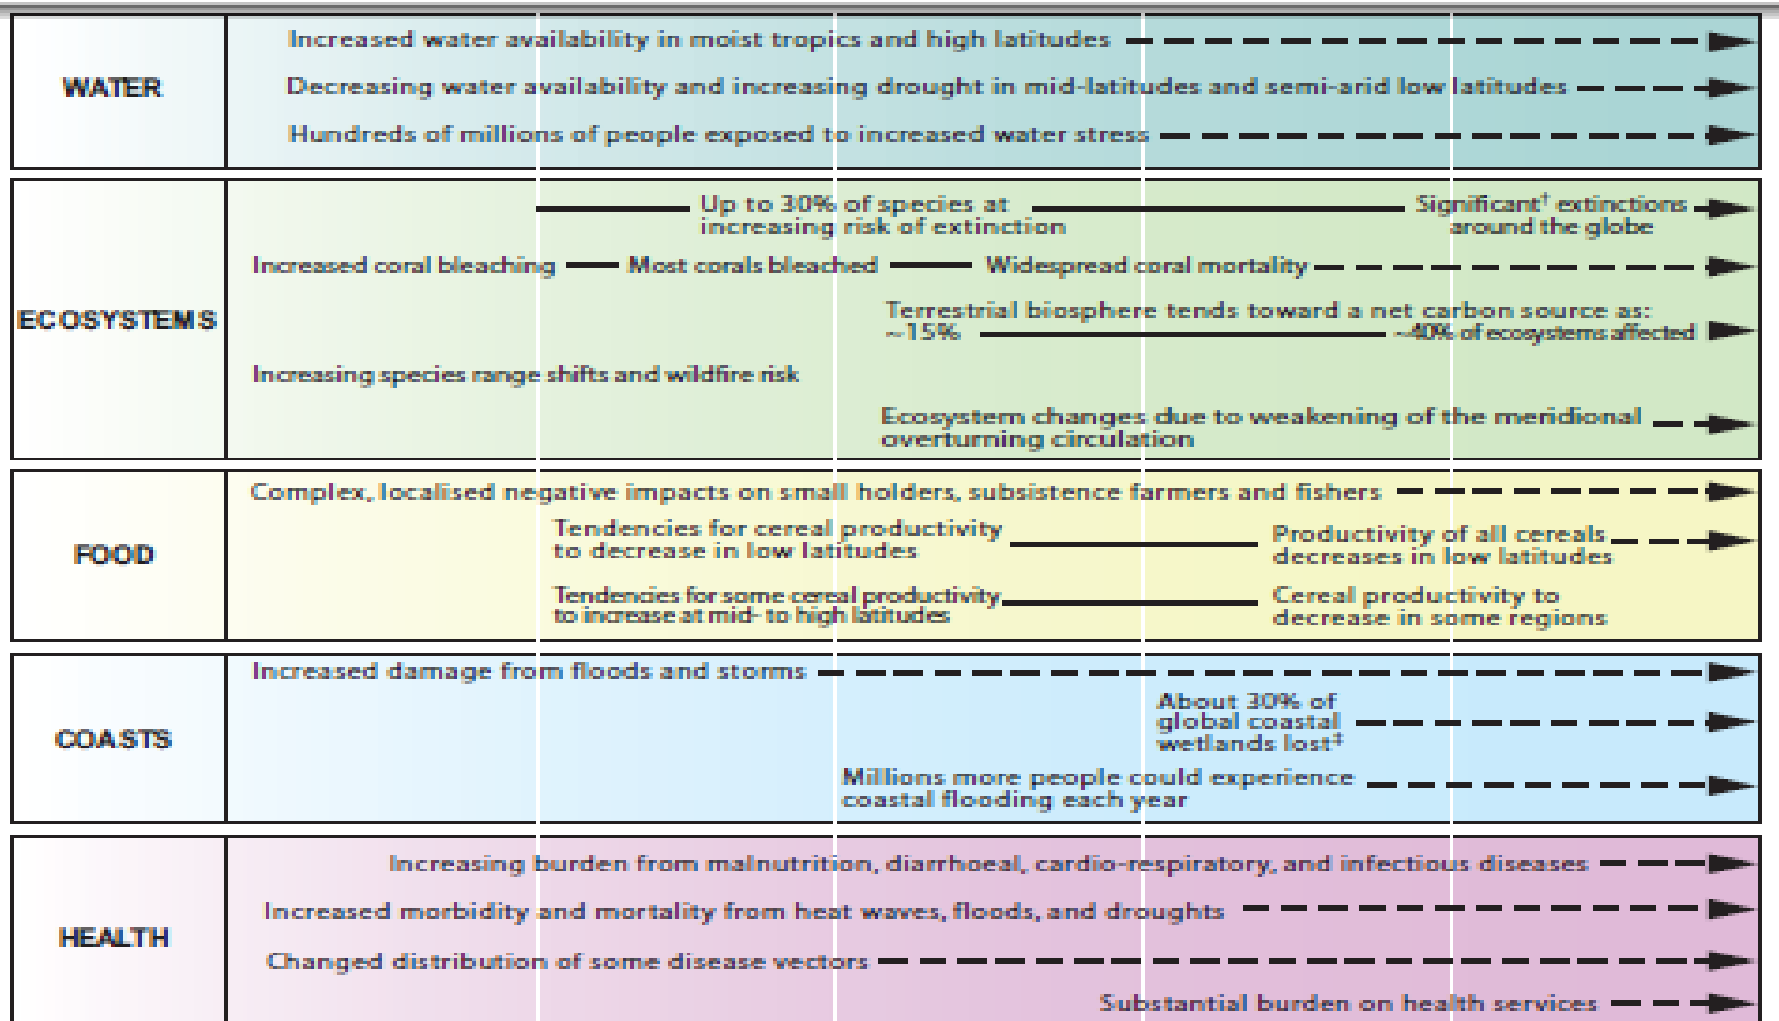 WATER
Increased water availability in moist tropics and high latitudes
Decreasing water availability and increasing drought in mid-latitudes and semi-arid low latitudes
Hundreds of millions of people exposed to increased water stress
ECOSYSTEMS
Up to 30% of species at
increasing risk of extinction
Significant† extinctions
around the globe
Increased coral bleaching Most corals bleached Widespread coral mortality
Terrestrial biosphere tends toward a net carbon source as:
~15% ~40% of ecosystems affected
Increasing species range shifts and wildfire risk
Ecosystem changes due to weakening of the meridional
overturning circulation
FOOD
Complex, localised negative impacts on small holders, subsistence farmers and fishers
Tendencies for cereal productivity
to decrease in low latitudes
Productivity of all cereals
decreases in low latitudes
Tendencies for some cereal productivity
to increase at mid- to high latitudes
Cereal productivity to
decrease in some regions
COASTS
Increased damage from floods and storms
About 30% of
global coastal
wetlands lost‡
Millions more people could experience
coastal flooding each year
HEALTH
Increasing burden from malnutrition, diarrhoeal, cardio-respiratory, and infectious diseases
Increased morbidity and mortality from heat waves, floods, and droughts
Changed distribution of some disease vectors
Substantial burden on health services